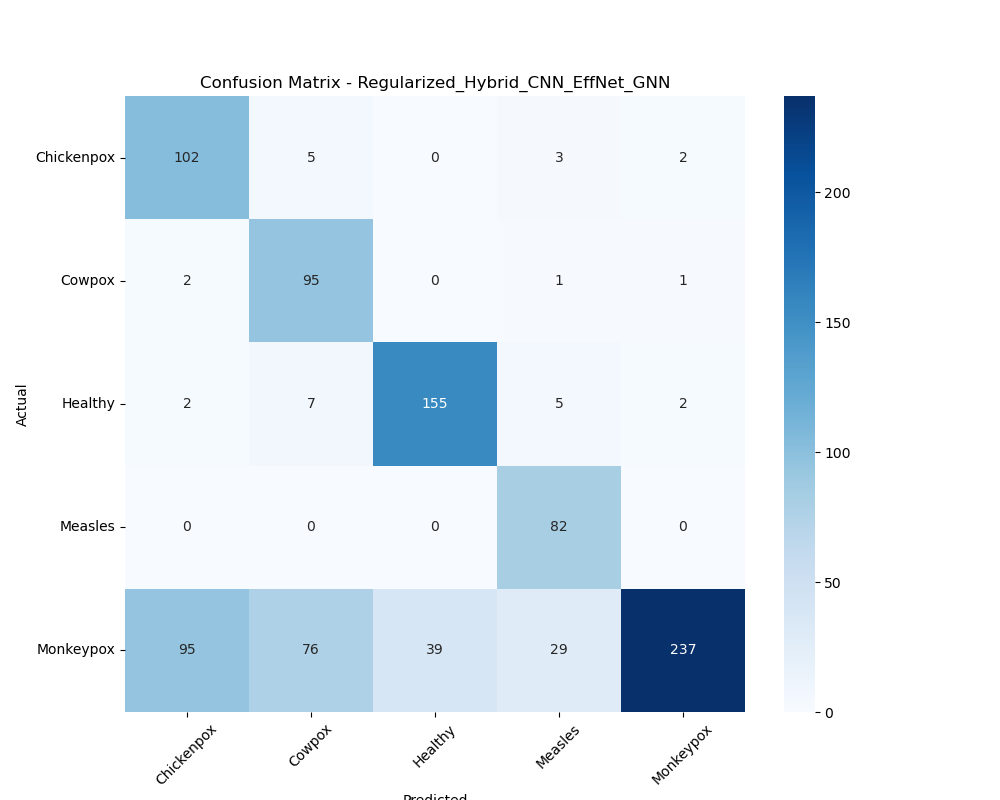 Confusion Matrix - Regularized_Hybrid_CNN_EffNet_GNN
Chickenpox 102 5 0 3 2
Cowpox 2 95 0 1 1
Healthy 2 7 155 5 2
Measles 0 0 0 82 0
Monkeypox 95 76 39 29 237
Chickenpox Cowpox Healthy Measles Monkeypox
Actual
Predicted
200
150
100
50
0